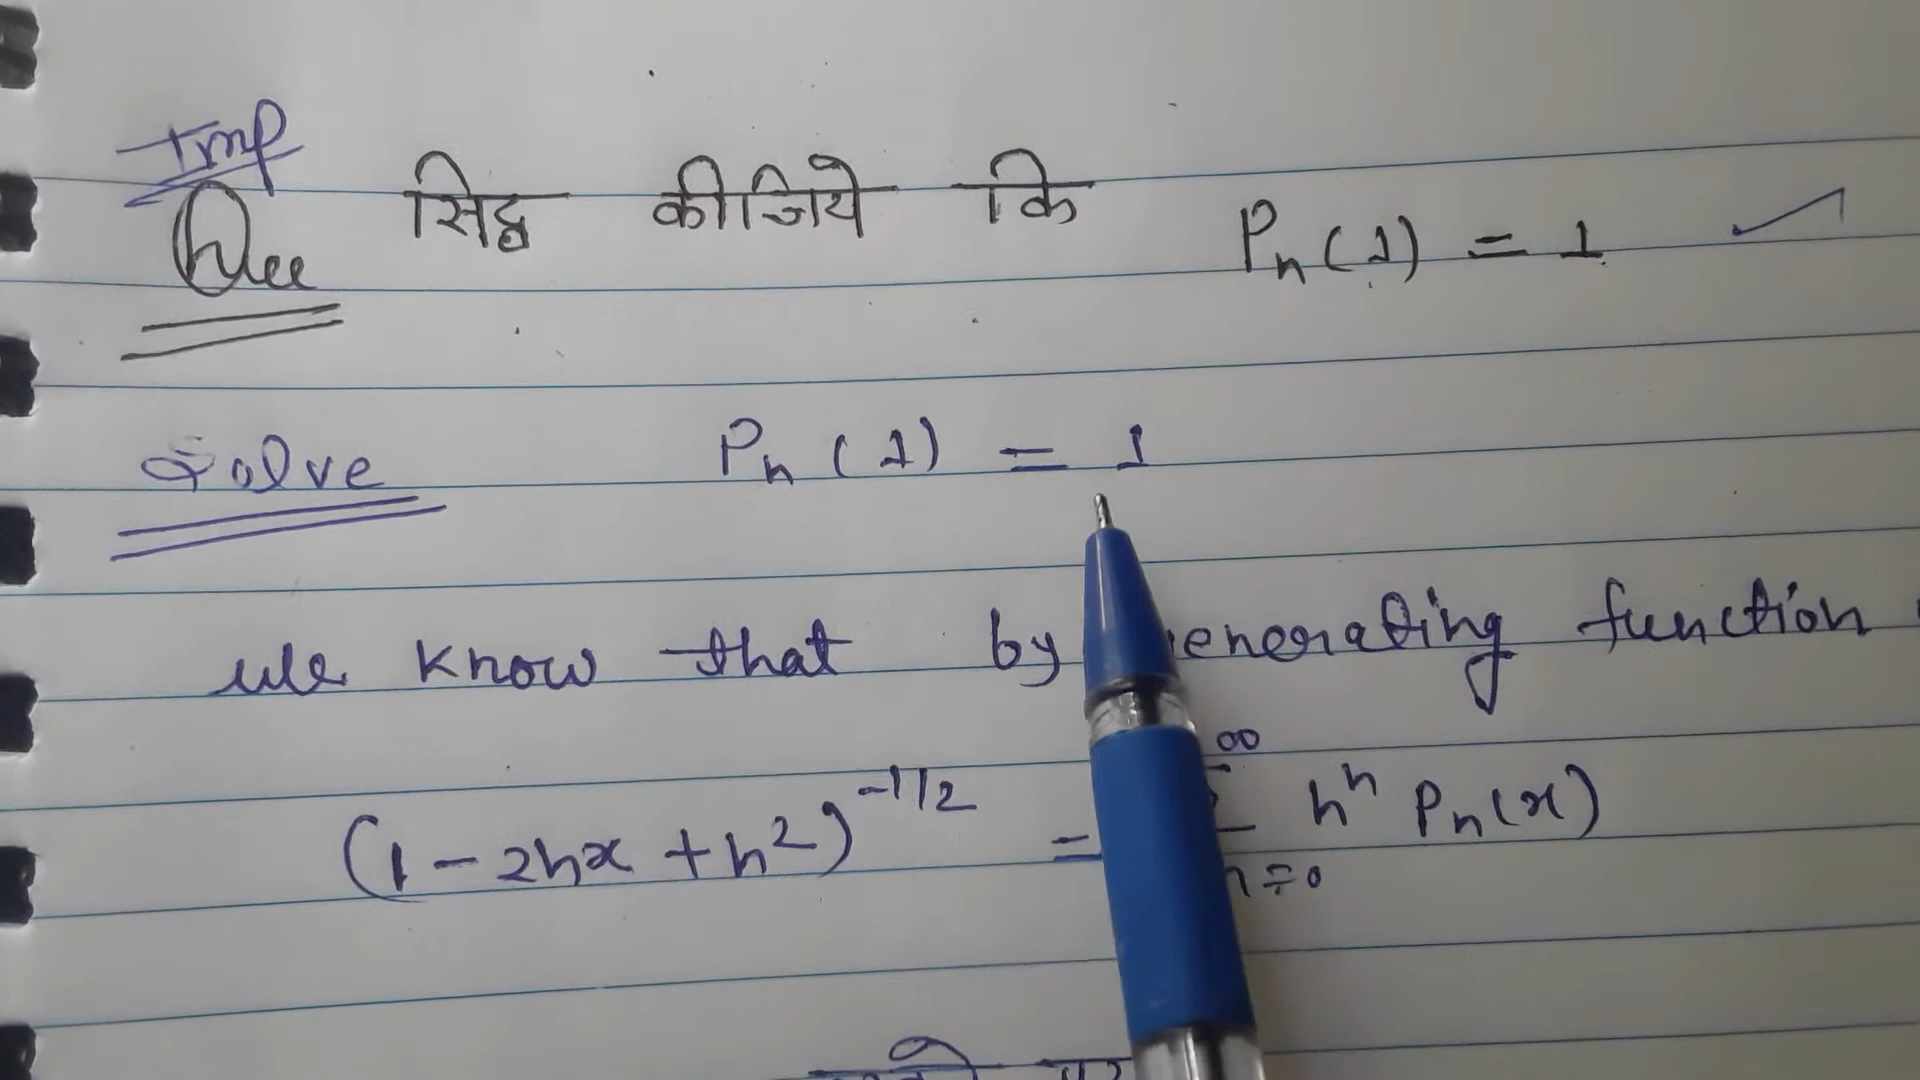 Imp
Que सिद्ध कीजिये कि Pn(1) = 1
Solve Pn(1) = 1
we know that by function
(1 - 2hx + h²)^-1/2 = ∞ n=0 hⁿ Pn(x)